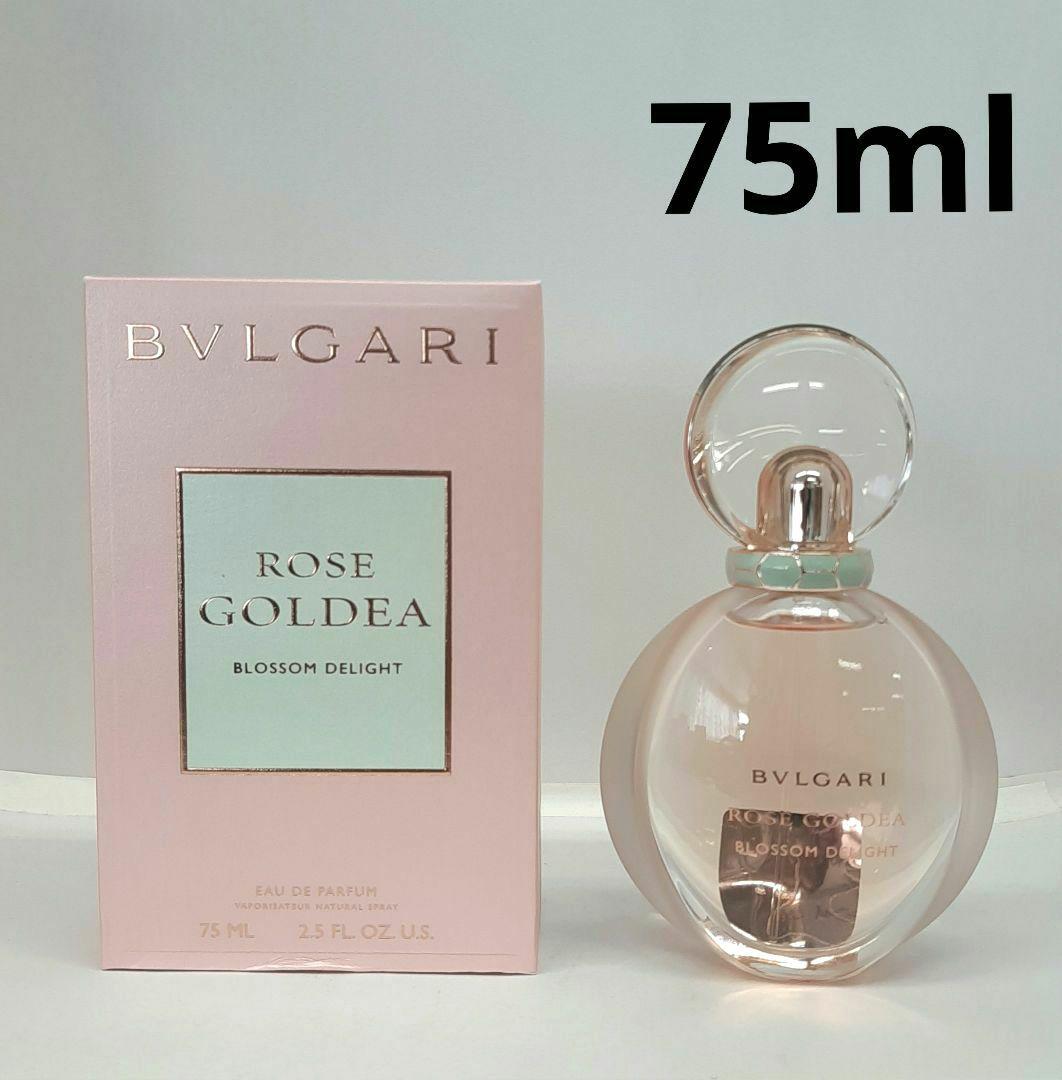 75ml
BVLGARI
ROSE
GOLDEA
BLOSSOM DELIGHT
EAU DE PARFUM
VAPORISATEUR NATURAL SPRAY
75 ML 2.5 FL. OZ. U.S.
BVLGARI
ROSE GOLDEA
BLOSSOM DELIGHT